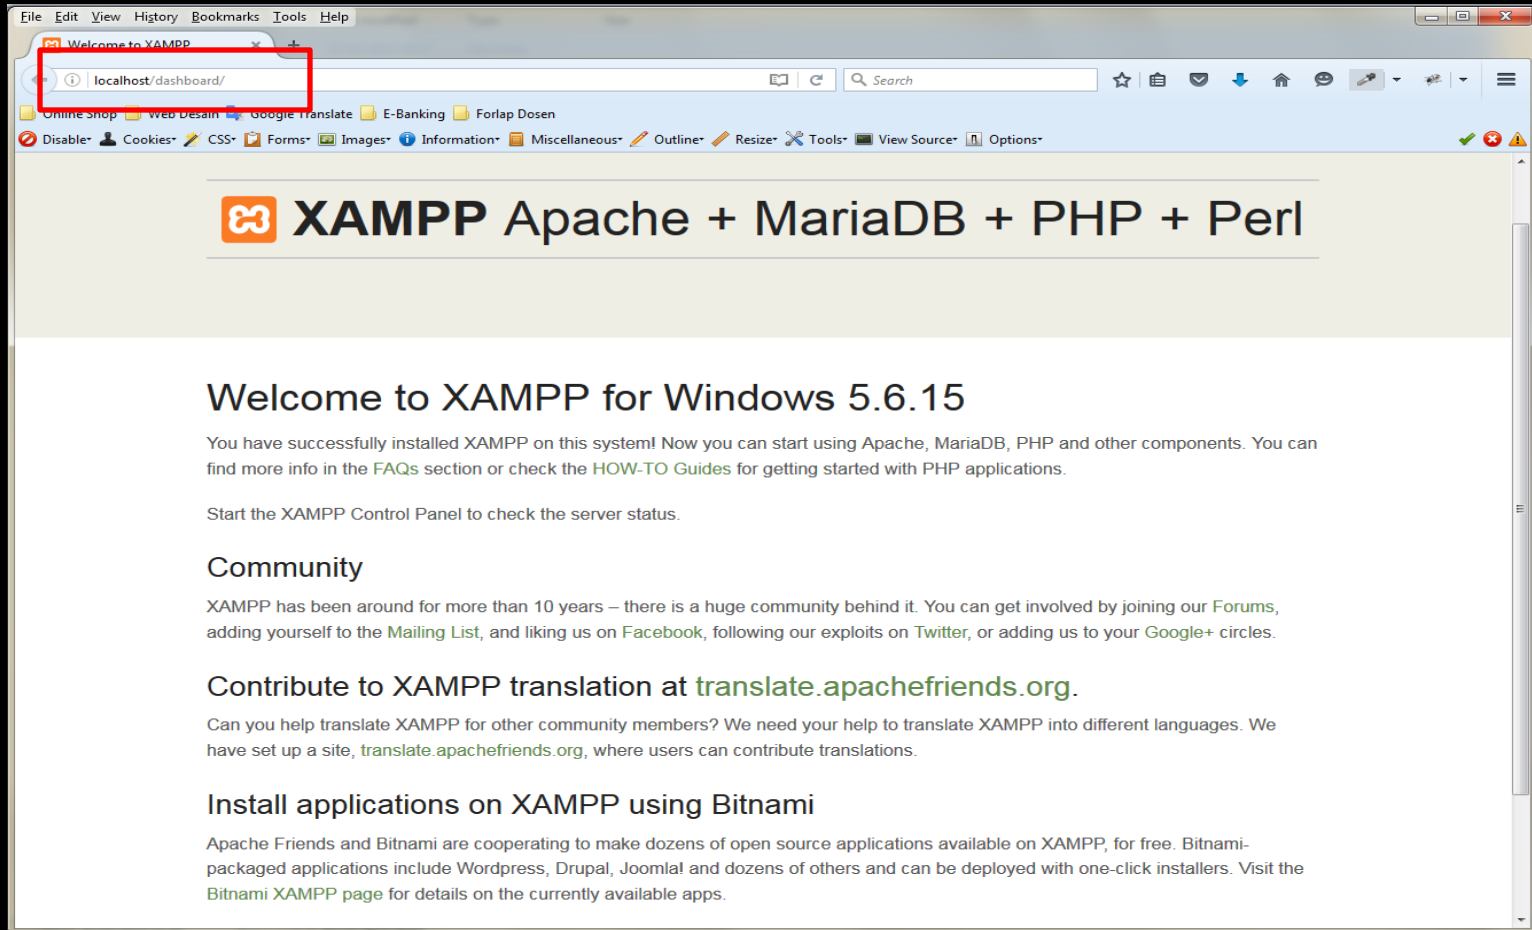 File Edit View History Bookmarks Tools Help
Welcome to XAMPP
localhost/dashboard/
Search
Online Shop Web Desain Google Translate E-Banking Forlap Dosen
Disable Cookies CSS Forms Images Information Miscellaneous Outline Resize Tools View Source Options
XAMPP Apache + MariaDB + PHP + Perl
Welcome to XAMPP for Windows 5.6.15
You have successfully installed XAMPP on this system! Now you can start using Apache, MariaDB, PHP and other components. You can
find more info in the FAQs section or check the HOW-TO Guides for getting started with PHP applications.
Start the XAMPP Control Panel to check the server status.
Community
XAMPP has been around for more than 10 years – there is a huge community behind it. You can get involved by joining our Forums,
adding yourself to the Mailing List, and liking us on Facebook, following our exploits on Twitter, or adding us to your Google+ circles.
Contribute to XAMPP translation at translate.apachefriends.org.
Can you help translate XAMPP for other community members? We need your help to translate XAMPP into different languages. We
have set up a site, translate.apachefriends.org, where users can contribute translations.
Install applications on XAMPP using Bitnami
Apache Friends and Bitnami are cooperating to make dozens of open source applications available on XAMPP, for free. Bitnami-
packaged applications include Wordpress, Drupal, Joomla! and dozens of others and can be deployed with one-click installers. Visit the
Bitnami XAMPP page for details on the currently available apps.